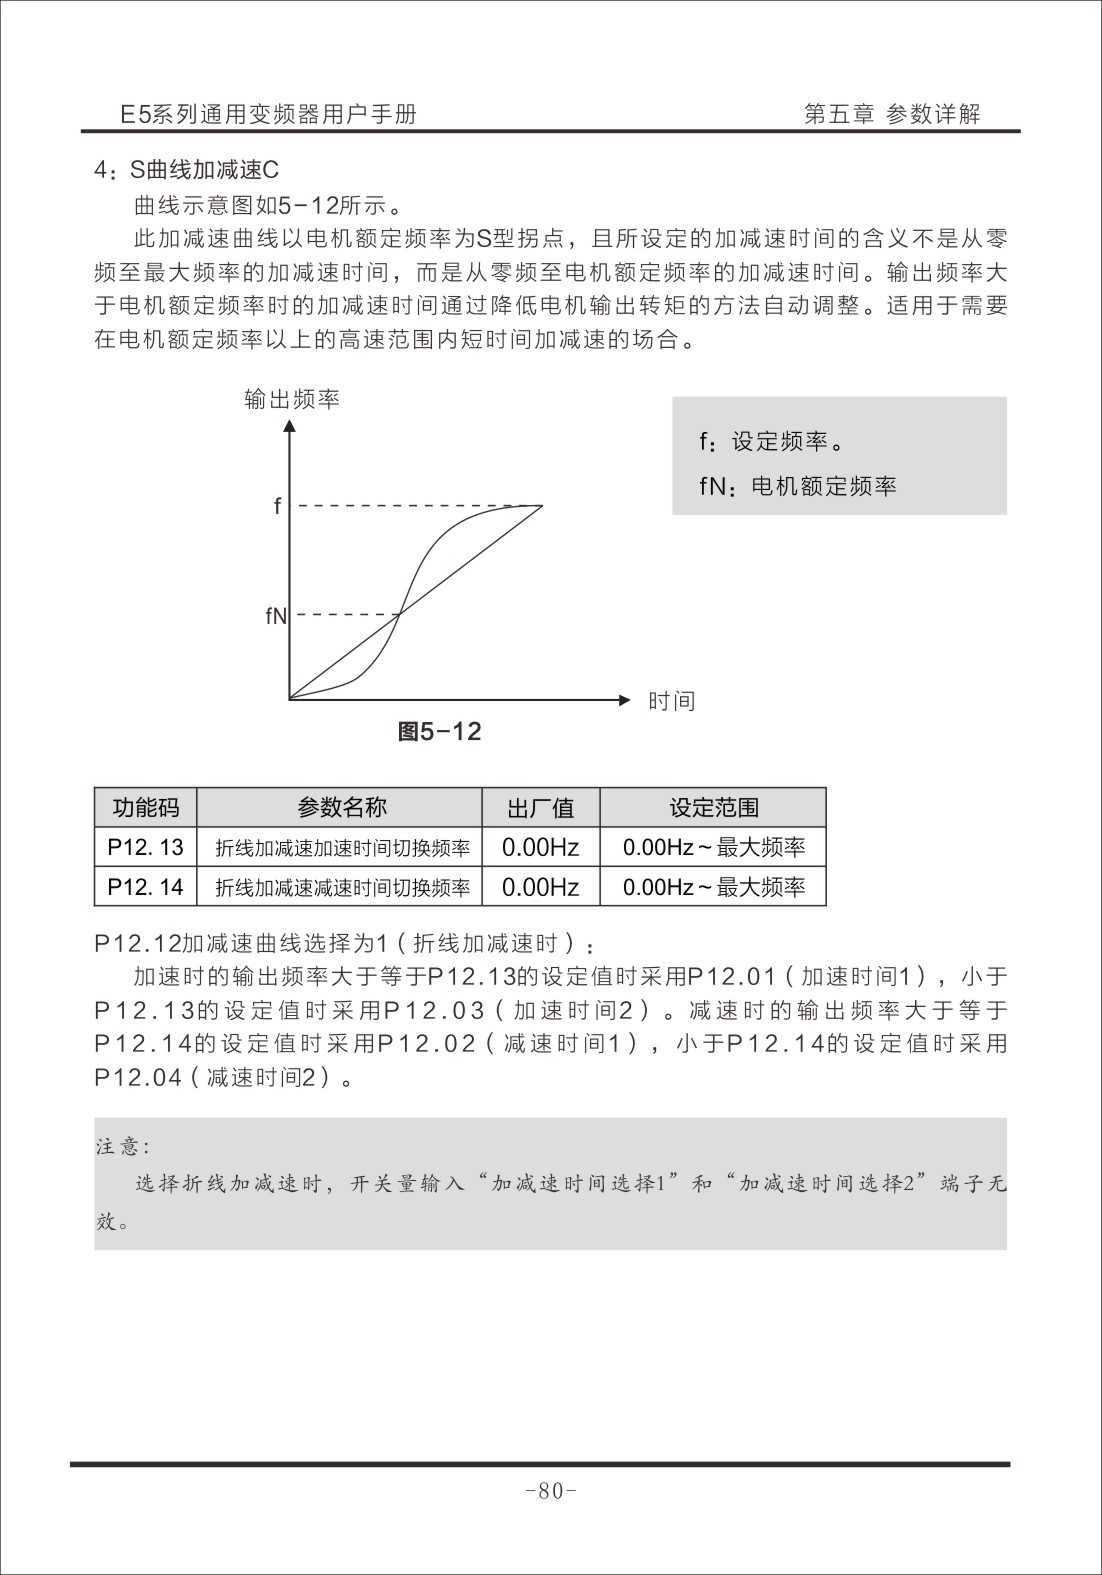 E5系列通用变频器用户手册 第五章 参数详解
4：S曲线加减速C
曲线示意图如5-12所示。
此加减速曲线以电机额定频率为S型拐点，且所设定的加减速时间的含义不是从零
频至最大频率的加减速时间，而是从零频至电机额定频率的加减速时间。输出频率大
于电机额定频率时的加减速时间通过降低电机输出转矩的方法自动调整。适用于需要
在电机额定频率以上的高速范围内短时间加减速的场合。
输出频率
f：设定频率。
fN：电机额定频率
f
fN
时间
图5-12
功能码 参数名称 出厂值 设定范围
P12. 13 折线加减速加速时间切换频率 0.00Hz 0.00Hz～最大频率
P12. 14 折线加减速减速时间切换频率 0.00Hz 0.00Hz～最大频率
P12.12加减速曲线选择为1（折线加减速时）：
加速时的输出频率大于等于P12.13的设定值时采用P12.01（加速时间1），小于
P12.13的设定值时采用P12.03（加速时间2）。减速时的输出频率大于等于
P12.14的设定值时采用P12.02（减速时间1），小于P12.14的设定值时采用
P12.04（减速时间2）。
注意：
选择折线加减速时，开关量输入“加减速时间选择1”和“加减速时间选择2”端子无
效。
-80-